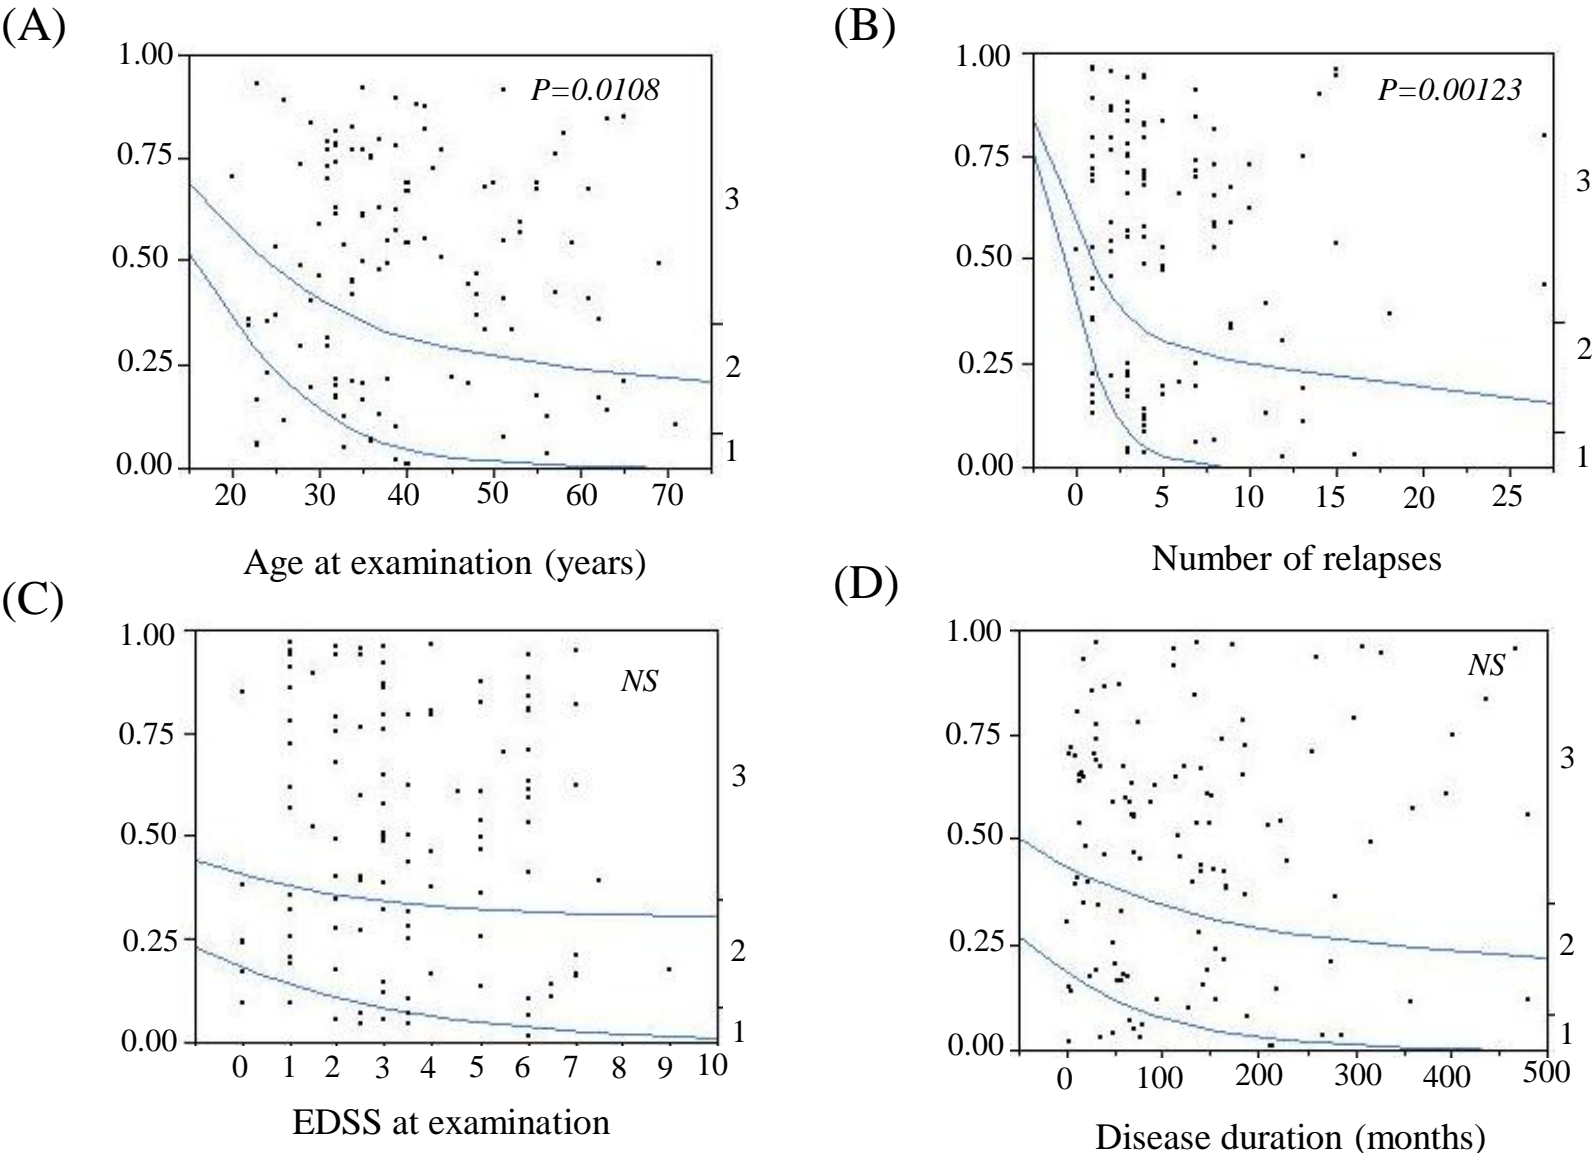 (A)
1.00
0.75
0.50
0.25
0.00
P=0.0108
3
2
1
20 30 40 50 60 70
Age at examination (years)
(B)
1.00
0.75
0.50
0.25
0.00
P=0.00123
3
2
1
0 5 10 15 20 25
Number of relapses
(C)
1.00
0.75
0.50
0.25
0.00
NS
3
2
1
0 1 2 3 4 5 6 7 8 9 10
EDSS at examination
(D)
1.00
0.75
0.50
0.25
0.00
NS
3
2
1
0 100 200 300 400 500
Disease duration (months)